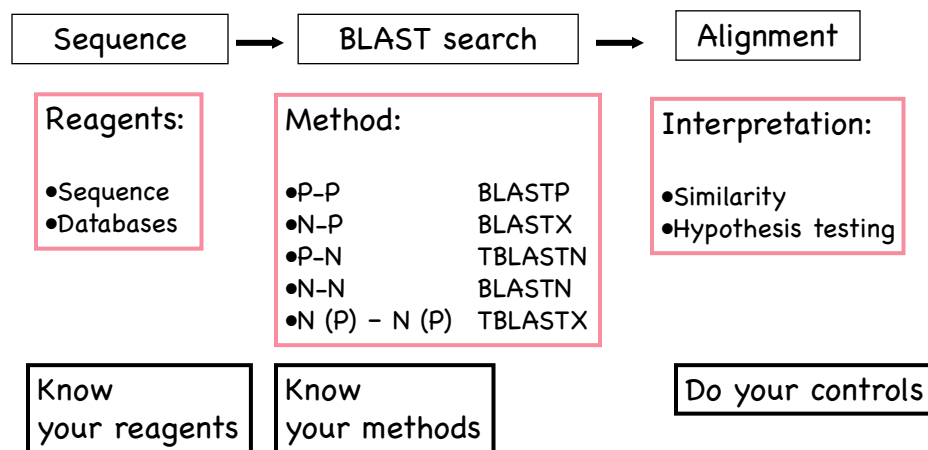 Sequence
BLAST search
Alignment
Reagents:
•Sequence
•Databases
Method:
•P-P BLASTP
•N-P BLASTX
•P-N TBLASTN
•N-N BLASTN
•N (P) – N (P) TBLASTX
Interpretation:
•Similarity
•Hypothesis testing
Know
your reagents
Know
your methods
Do your controls